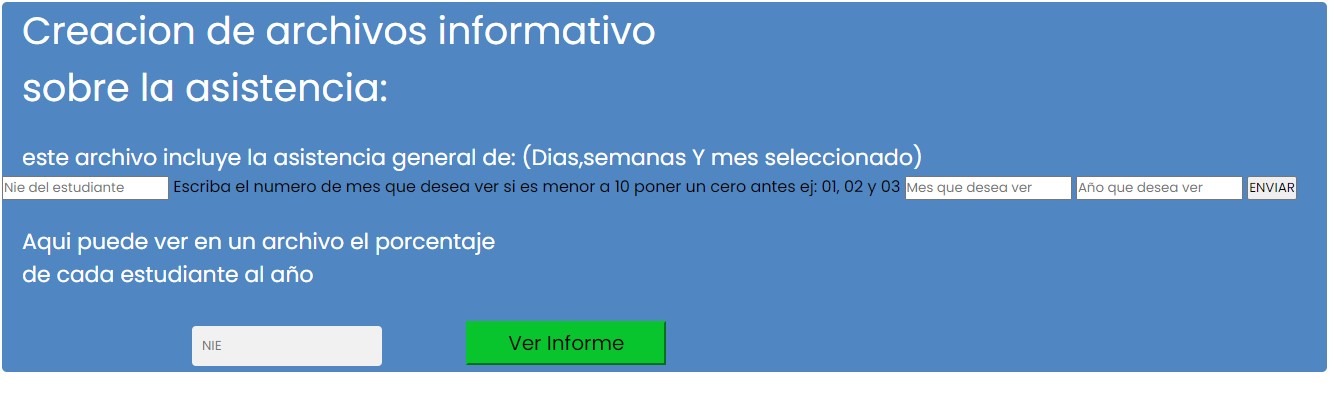 Creacion de archivos informativo
sobre la asistencia:
este archivo incluye la asistencia general de: (Dias,semanas Y mes seleccionado)
Nie del estudiante Escriba el numero de mes que desea ver si es menor a 10 poner un cero antes ej: 01, 02 y 03 Mes que desea ver Año que desea ver ENVIAR
Aqui puede ver en un archivo el porcentaje
de cada estudiante al año
NIE Ver Informe